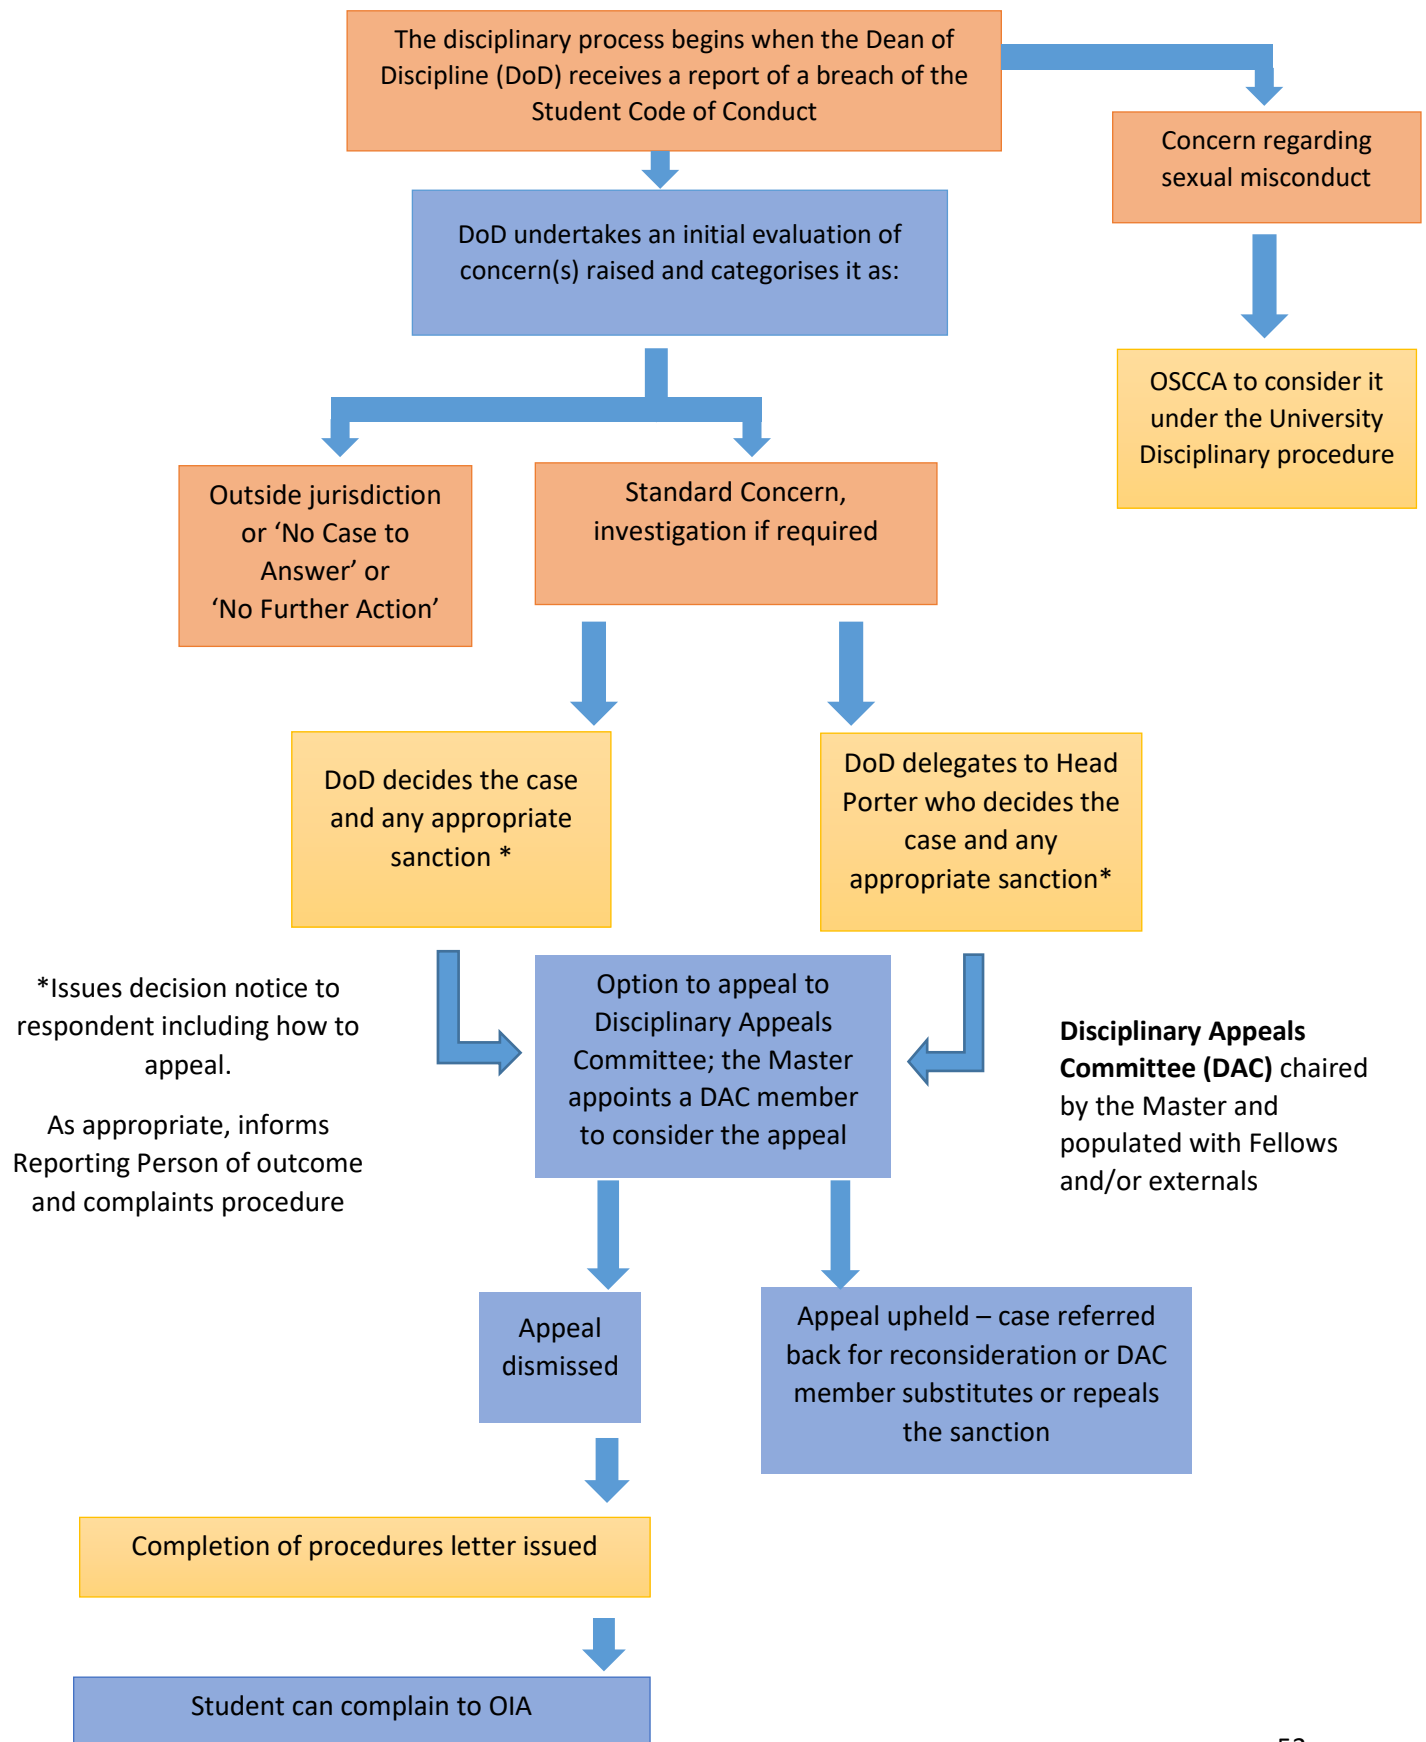 The disciplinary process begins when the Dean of
Discipline (DoD) receives a report of a breach of the
Student Code of Conduct
Concern regarding
sexual misconduct
DoD undertakes an initial evaluation of
concern(s) raised and categorises it as:
OSCCA to consider it
under the University
Disciplinary procedure
Outside jurisdiction
or ‘No Case to
Answer’ or
‘No Further Action’
Standard Concern,
investigation if required
DoD decides the case
and any appropriate
sanction *
DoD delegates to Head
Porter who decides the
case and any
appropriate sanction*
*Issues decision notice to
respondent including how to
appeal.
As appropriate, informs
Reporting Person of outcome
and complaints procedure
Option to appeal to
Disciplinary Appeals
Committee; the Master
appoints a DAC member
to consider the appeal
Disciplinary Appeals
Committee (DAC) chaired
by the Master and
populated with Fellows
and/or externals
Appeal
dismissed
Appeal upheld – case referred
back for reconsideration or DAC
member substitutes or repeals
the sanction
Completion of procedures letter issued
Student can complain to OIA